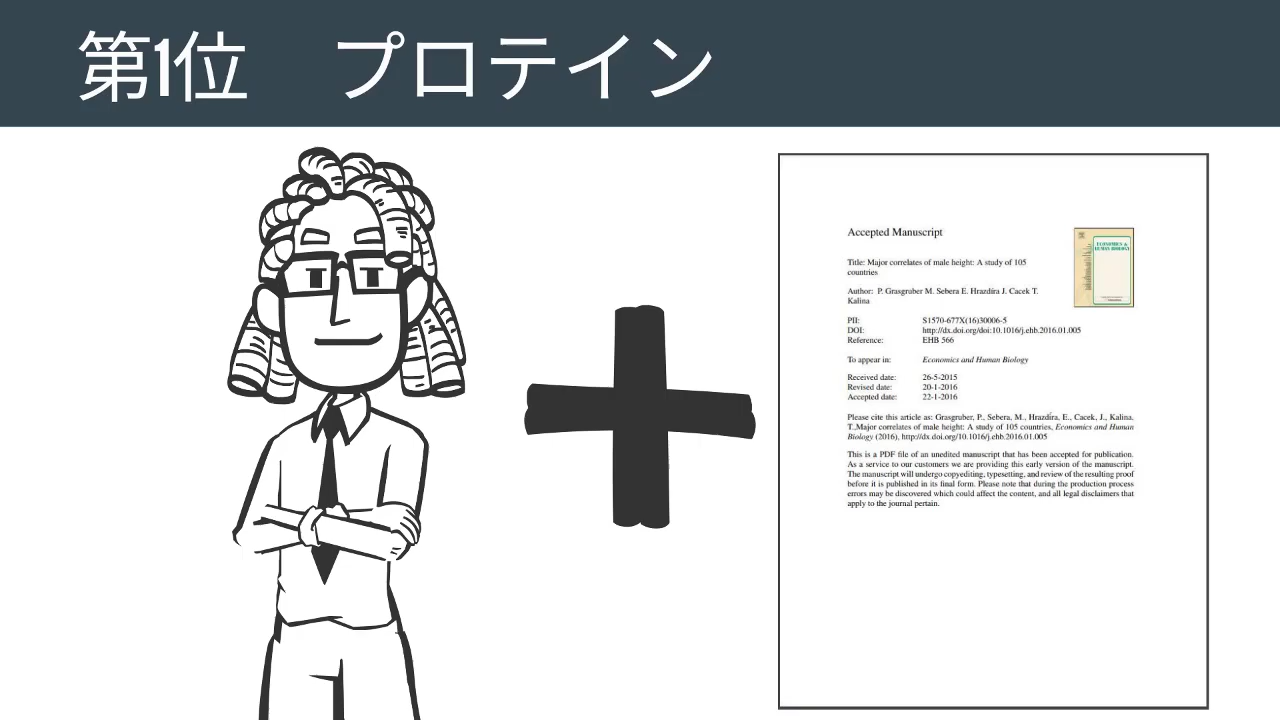 第1位　プロテイン
Accepted Manuscript
ECONOMICS &
HUMAN BIOLOGY
Title: Major correlates of male height: A study of 105
countries
Author: P. Grasgruber M. Sebera E. Hrazdíra J. Cacek T.
Kalina
PII: S1570-677X(16)30006-5
DOI: http://dx.doi.org/doi:10.1016/j.ehb.2016.01.005
Reference: EHB 566
To appear in: Economics and Human Biology
Received date: 26-5-2015
Revised date: 20-1-2016
Accepted date: 22-1-2016
Please cite this article as: Grasgruber, P., Sebera, M., Hrazdíra, E., Cacek, J., Kalina,
T.,Major correlates of male height: A study of 105 countries, Economics and Human
Biology (2016), http://dx.doi.org/10.1016/j.ehb.2016.01.005
This is a PDF file of an unedited manuscript that has been accepted for publication.
As a service to our customers we are providing this early version of the manuscript.
The manuscript will undergo copyediting, typesetting, and review of the resulting proof
before it is published in its final form. Please note that during the production process
errors may be discovered which could affect the content, and all legal disclaimers that
apply to the journal pertain.